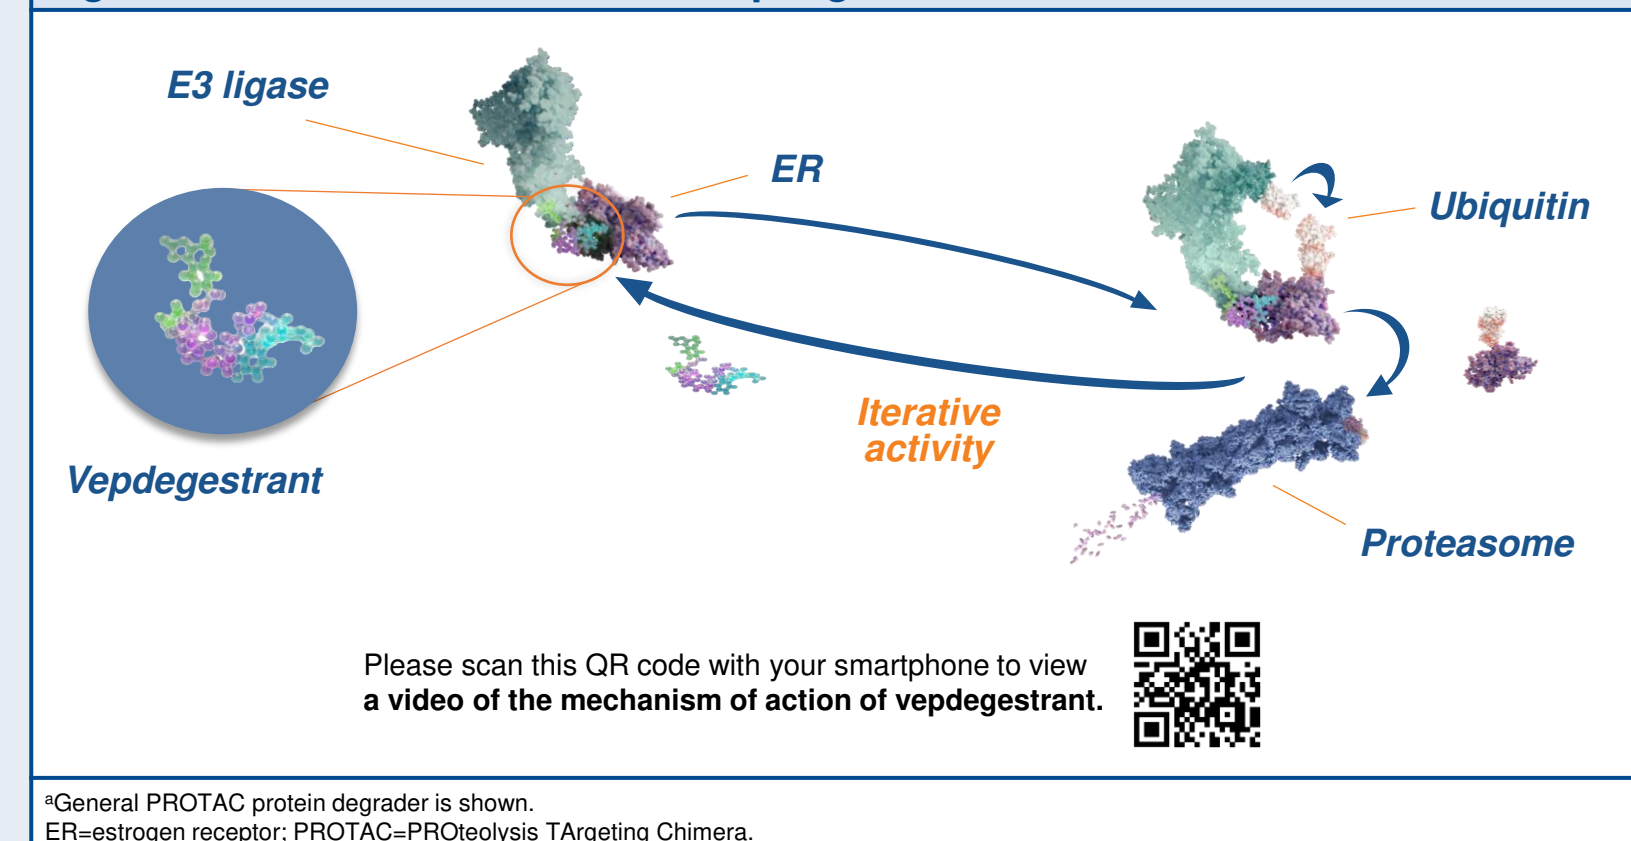 E3 ligase
ER
Ubiquitin
Iterative
activity
Vepdegestrant
Proteasome
Please scan this QR code with your smartphone to view
a video of the mechanism of action of vepdegestrant.
ᵃGeneral PROTAC protein degrader is shown.
ER=estrogen receptor; PROTAC=PROteolysis TArgeting Chimera.